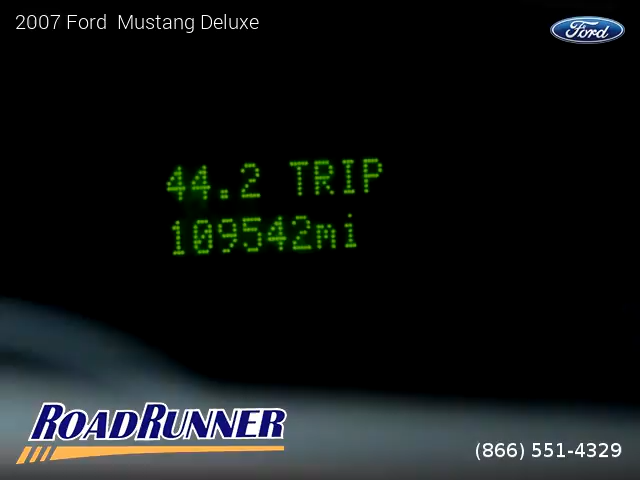 2007 Ford  Mustang Deluxe
Ford
44.2 TRIP
109542mi
ROADRUNNER
(866) 551-4329